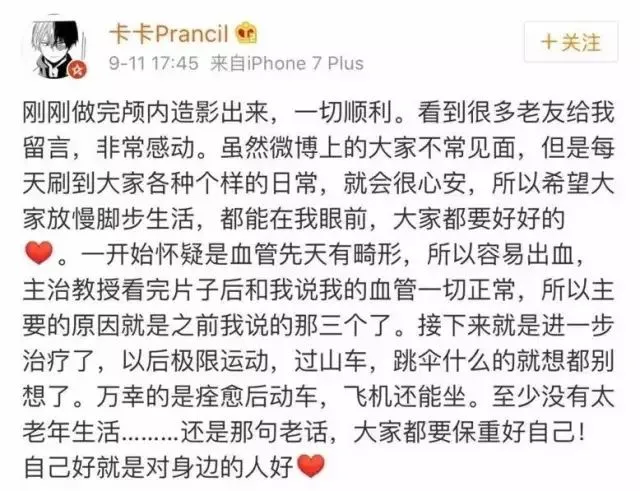 卡卡Prancil
9-11 17:45 来自iPhone 7 Plus
+关注
刚刚做完颅内造影出来，一切顺利。看到很多老友给我
留言，非常感动。虽然微博上的大家不常见面，但是每
天刷到大家各种个样的日常，就会很心安，所以希望大
家放慢脚步生活，都能在我眼前，大家都要好好的
❤️。一开始怀疑是血管先天有畸形，所以容易出血，
主治教授看完片子后和我说我的血管一切正常，所以主
要的原因就是之前我说的那三个了。接下来就是进一步
治疗了，以后极限运动，过山车，跳伞什么的就想都别
想了。万幸的是痊愈后动车，飞机还能坐。至少没有太
老年生活………还是那句老话，大家都要保重好自己！
自己好就是对身边的人好❤️